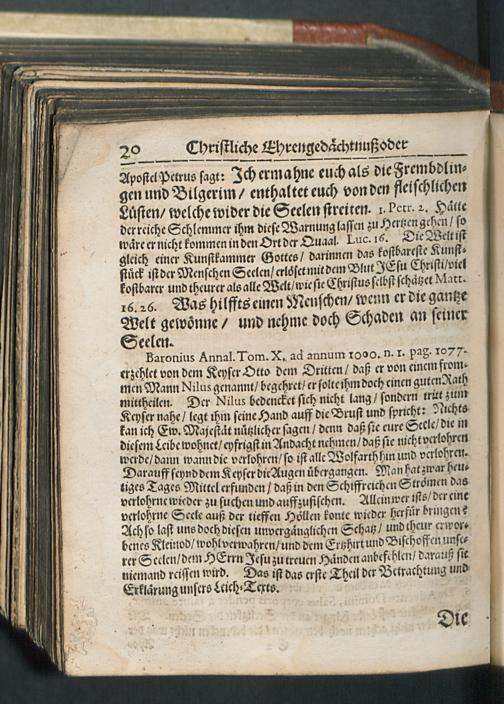 20 Christliche Ehrengedächtnuß oder
Apostel Petrus sagt: Ich ermahne euch als die Frembdlin-
gen und Bilgerim / enthaltet euch von den fleischlichen
Lüsten / welche wider die Seelen streiten. 1. Petr. 2. Hätte
der reiche Schlemmer ihm diese Warnung lassen zu Hertzen gehen / so
wäre er nicht kommen in den Ort der Quaal. Luc. 16. Die Welt ist
gleich einer Kunstkammer Gottes / darinnen das kostbareste Kunst-
stück ist der Menschen Seelen / erlöset mit dem Blut JEsu Christi / viel
kostbarer und theurer als alle Welt / wie sie Christus selbst schätzet Matt.
16. 26. Was hilffts einen Menschen / wenn er die gantze
Welt gewönne / und nehme doch Schaden an seiner
Seelen.
Baronius Annal. Tom. X. ad annum 1000. n. 1. pag. 1077.
erzehlet von dem Keyser Otto dem Dritten / daß er von einem from-
men Mann Nilus genannt / begehret / er solte ihm doch einen guten Rath
mittheilen. Der Nilus bedencket sich nicht lang / sondern tritt zum
Keyser nahe / legt ihm seine Hand auff die Brust und spricht: Nichts
kan ich Ew. Majestät nützlicher sagen / denn daß sie eure Seele / die in
diesem Leibe wohnet / eyfrigst in Andacht nehmen / daß sie nicht verlohren
werde / dann wann die verlohren / so ist alle Wolfarth hin und verlohren.
Darauff seynd dem Keyser die Augen übergangen. Man hat zwar heu-
tiges Tages Mittel erfunden / daß in den Schiffreichen Strömen das
verlohrne wieder zu suchen und auffzufischen. Allein wer ists / der eine
verlohrne Seele auß der tieffen Höllen konte wieder herfür bringen?
Ach so last uns doch diesen unvergänglichen Schatz / und theur erwor-
benes Kleinod / wohl verwahren / und dem Ertzhirt und Bischoffen unse-
rer Seelen / dem HErrn Jesu zu treuen Händen anbefehlen / darauß sie
niemand reissen wird. Das ist das erste Theil der Betrachtung und
Erklärung unsers Leich-Texts.
Die